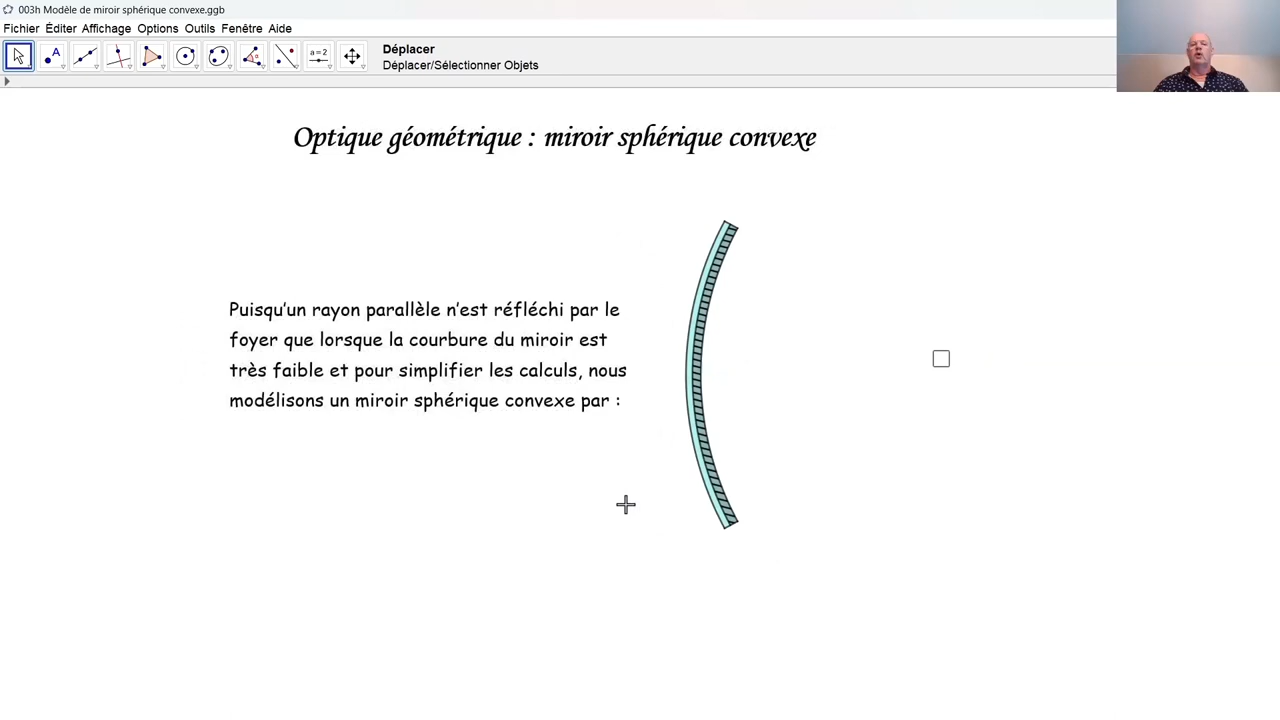 003h Modèle de miroir sphérique convexe.ggb
Fichier Éditer Affichage Options Outils Fenêtre Aide
A
a=2
Déplacer
Déplacer/Sélectionner Objets
Optique géométrique : miroir sphérique convexe
Puisqu'un rayon parallèle n'est réfléchi par le
foyer que lorsque la courbure du miroir est
très faible et pour simplifier les calculs, nous
modélisons un miroir sphérique convexe par :